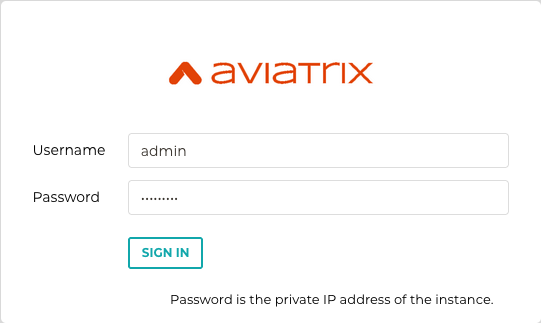 aviatrix
Username
admin
Password
•••••••••
SIGN IN
Password is the private IP address of the instance.